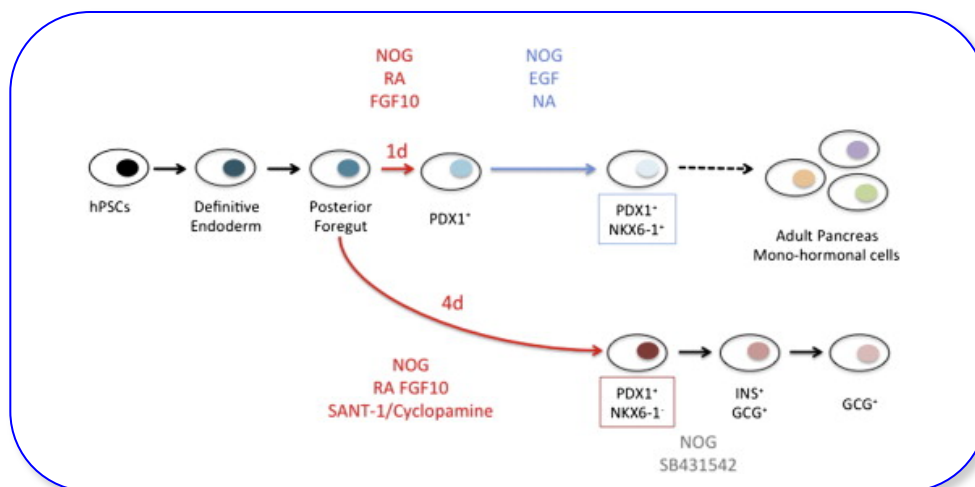 NOG
RA
FGF10
NOG
EGF
NA
1d
hPSCs
Definitive
Endoderm
Posterior
Foregut
PDX1⁺
PDX1⁺
NKX6-1⁺
Adult Pancreas
Mono-hormonal cells
4d
NOG
RA FGF10
SANT-1/Cyclopamine
PDX1⁺
NKX6-1⁻
INS⁺
GCG⁺
GCG⁺
NOG
SB431542